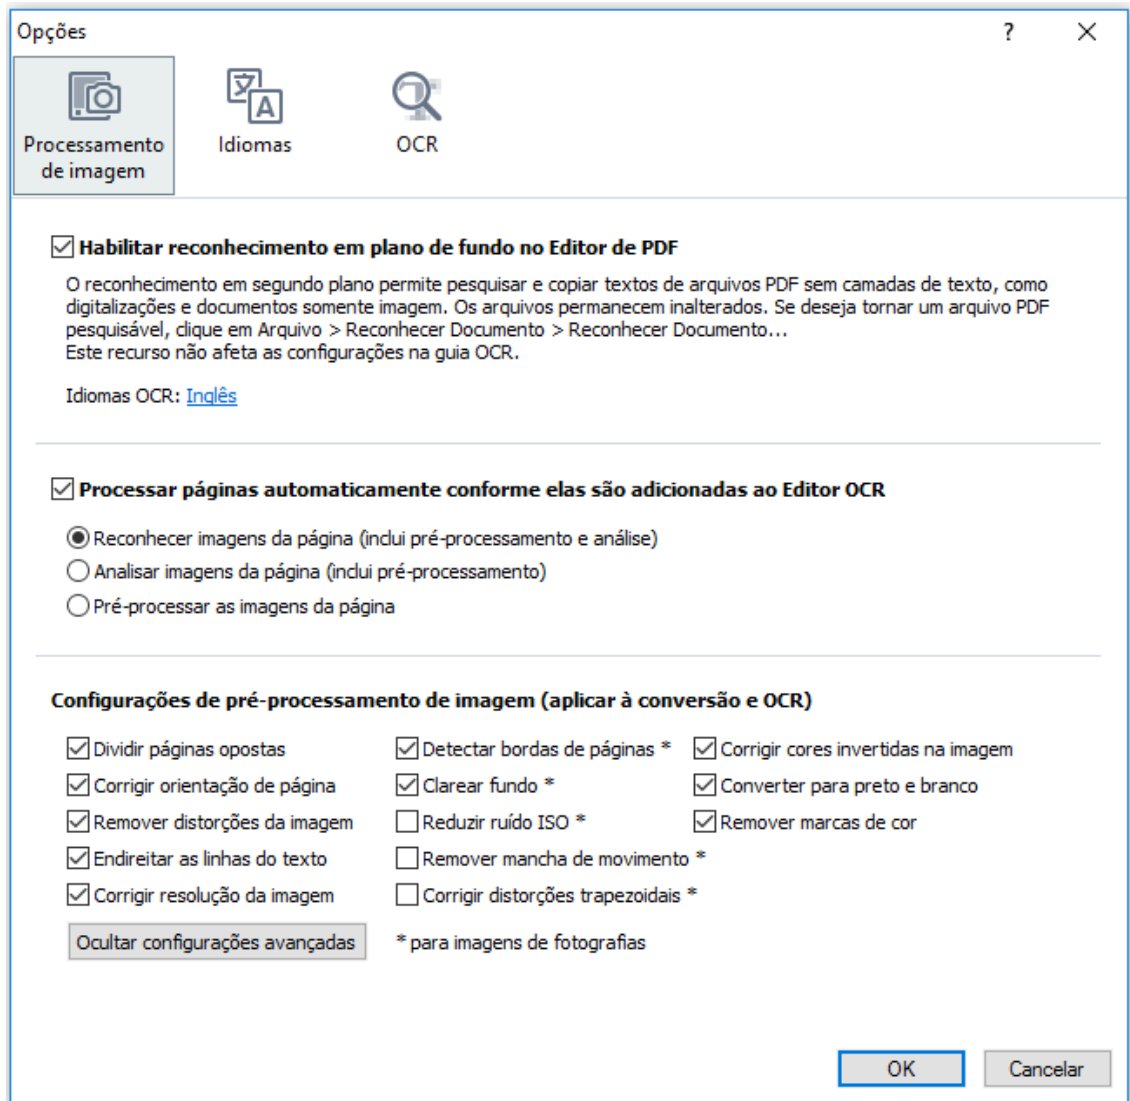 Opções
?
Processamento
de imagem
Idiomas
OCR
Habilitar reconhecimento em plano de fundo no Editor de PDF
O reconhecimento em segundo plano permite pesquisar e copiar textos de arquivos PDF sem camadas de texto, como
digitalizações e documentos somente imagem. Os arquivos permanecem inalterados. Se deseja tornar um arquivo PDF
pesquisável, clique em Arquivo > Reconhecer Documento > Reconhecer Documento...
Este recurso não afeta as configurações na guia OCR.
Idiomas OCR: Inglês
Processar páginas automaticamente conforme elas são adicionadas ao Editor OCR
Reconhecer imagens da página (inclui pré-processamento e análise)
Analisar imagens da página (inclui pré-processamento)
Pré-processar as imagens da página
Configurações de pré-processamento de imagem (aplicar à conversão e OCR)
Dividir páginas opostas
Corrigir orientação de página
Remover distorções da imagem
Endireitar as linhas do texto
Corrigir resolução da imagem
Detectar bordas de páginas *
Clarear fundo *
Reduzir ruído ISO *
Remover mancha de movimento *
Corrigir distorções trapezoidais *
Corrigir cores invertidas na imagem
Converter para preto e branco
Remover marcas de cor
Ocultar configurações avançadas
* para imagens de fotografias
OK
Cancelar